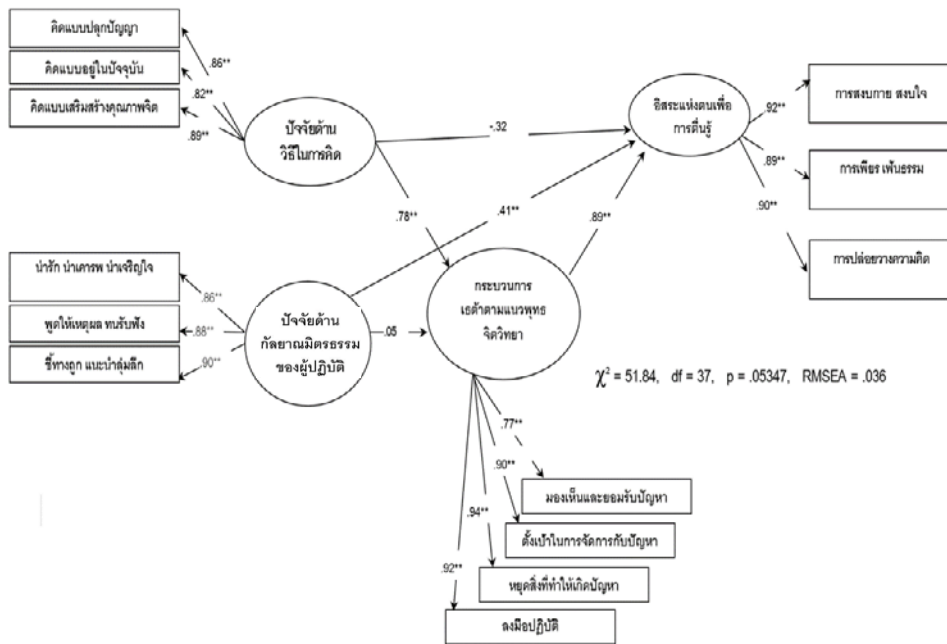 คิดแบบปลุกปัญญา
คิดแบบอยู่ในปัจจุบัน
คิดแบบเสริมสร้างคุณภาพจิต
.86**
.82**
.89**
ปัจจัยด้าน
วิธีในการคิด
-.32
.78**
.41**
.89**
อิสระแห่งตนเพื่อ
การตื่นรู้
.92**
.89**
.90**
การสงบกาย สงบใจ
การเพียร เฟ้นธรรม
การปล่อยวางความคิด
น่ารัก น่าเคารพ น่าเจริญใจ
พูดให้เหตุผล ทนรับฟัง
ชี้ทางถูก แนะนำลุ่มลึก
.86**
.88**
.90**
ปัจจัยด้าน
กัลยาณมิตรธรรม
ของผู้ปฏิบัติ
.05
กระบวนการ
เธต้าตามแนวพุทธ
จิตวิทยา
χ² = 51.84, df = 37, p = .05347, RMSEA = .036
.77**
.90**
.94**
.92**
มองเห็นและยอมรับปัญหา
ตั้งเป้าในการจัดการกับปัญหา
หยุดสิ่งที่ทำให้เกิดปัญหา
ลงมือปฏิบัติ